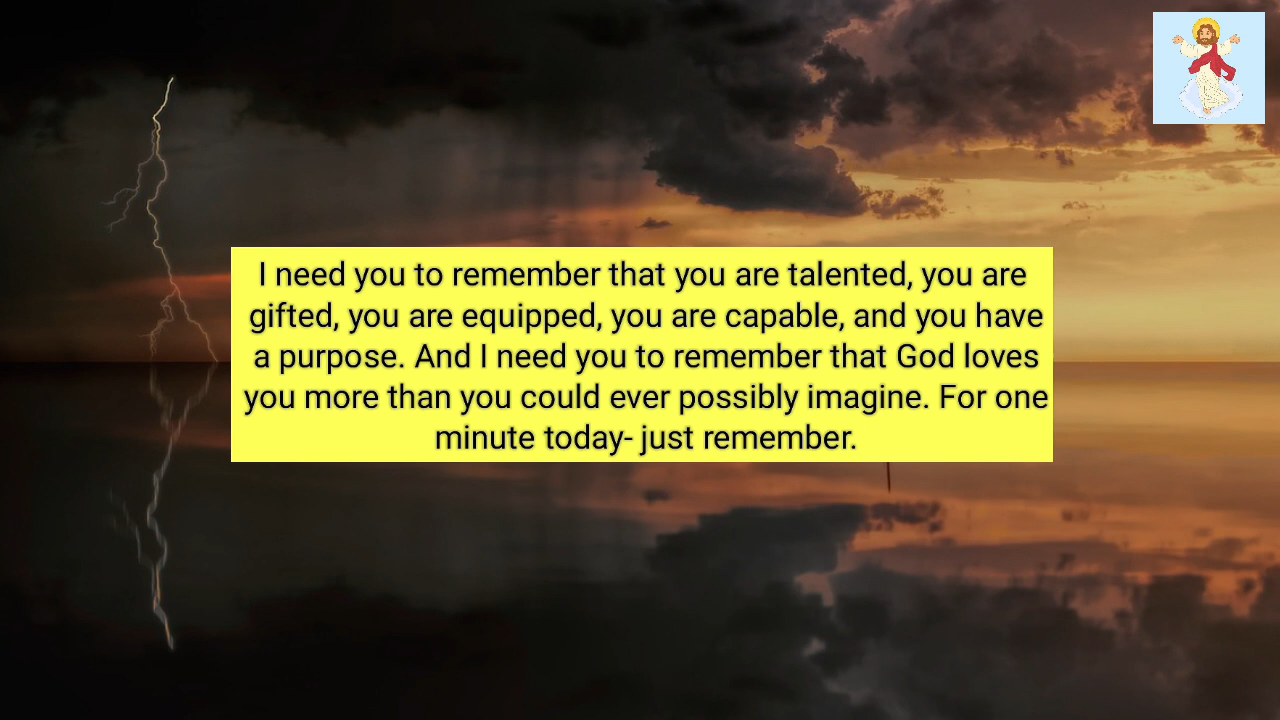 I need you to remember that you are talented, you are
gifted, you are equipped, you are capable, and you have
a purpose. And I need you to remember that God loves
you more than you could ever possibly imagine. For one
minute today- just remember.